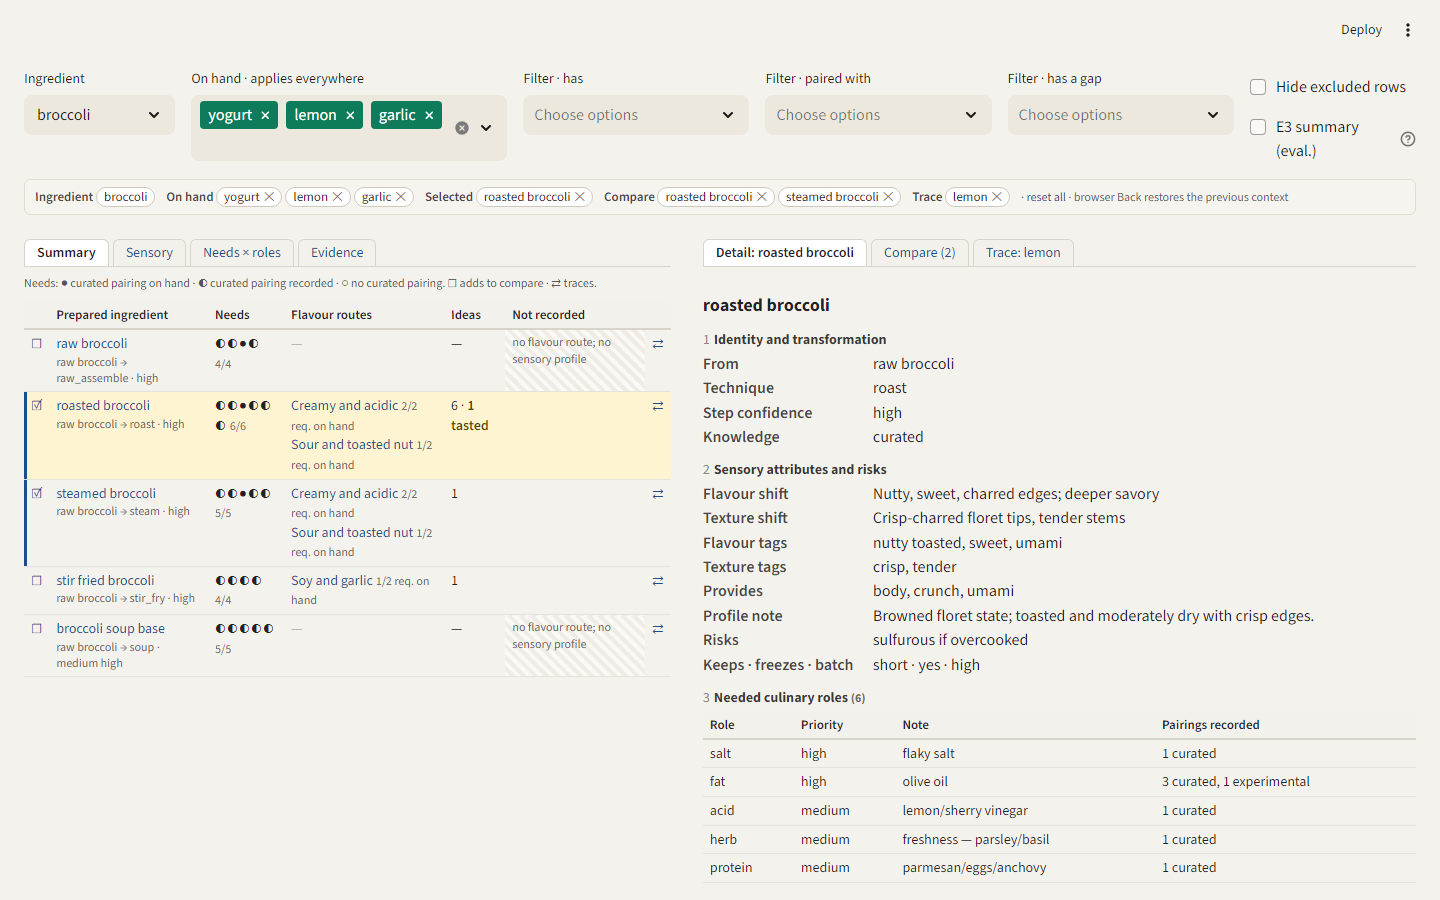 Deploy
Ingredient
On hand · applies everywhere
Filter · has
Filter · paired with
Filter · has a gap
broccoli
yogurt ×
lemon ×
garlic ×
Choose options
Choose options
Choose options
Hide excluded rows
E3 summary
(eval.)
Ingredient broccoli On hand yogurt × lemon × garlic × Selected roasted broccoli × Compare roasted broccoli × steamed broccoli × Trace lemon × · reset all · browser Back restores the previous context
Summary
Sensory
Needs × roles
Evidence
Needs: ● curated pairing on hand · ◐ curated pairing recorded · ○ no curated pairing. ☐ adds to compare · ⇄ traces.
Prepared ingredient Needs Flavour routes Ideas Not recorded
☐ raw broccoli ◐◐●◐ — — no flavour route; no ⇄
raw broccoli → 4/4 sensory profile
raw_assemble · high
☑ roasted broccoli ◐◐●◐◐ Creamy and acidic 2/2 6 · 1 ⇄
raw broccoli → roast · high ◐ 6/6 req. on hand tasted
Sour and toasted nut 1/2
req. on hand
☑ steamed broccoli ◐◐●◐◐ Creamy and acidic 2/2 1 ⇄
raw broccoli → steam · high 5/5 req. on hand
Sour and toasted nut 1/2
req. on hand
☐ stir fried broccoli ◐◐◐◐ Soy and garlic 1/2 req. on 1 ⇄
raw broccoli → stir_fry · high 4/4 hand
☐ broccoli soup base ◐◐◐◐◐ — — no flavour route; no ⇄
raw broccoli → soup · 5/5 sensory profile
medium high
Detail: roasted broccoli
Compare (2)
Trace: lemon
roasted broccoli
1 Identity and transformation
From raw broccoli
Technique roast
Step confidence high
Knowledge curated
2 Sensory attributes and risks
Flavour shift Nutty, sweet, charred edges; deeper savory
Texture shift Crisp-charred floret tips, tender stems
Flavour tags nutty toasted, sweet, umami
Texture tags crisp, tender
Provides body, crunch, umami
Profile note Browned floret state; toasted and moderately dry with crisp edges.
Risks sulfurous if overcooked
Keeps · freezes · batch short · yes · high
3 Needed culinary roles (6)
Role Priority Note Pairings recorded
salt high flaky salt 1 curated
fat high olive oil 3 curated, 1 experimental
acid medium lemon/sherry vinegar 1 curated
herb medium freshness — parsley/basil 1 curated
protein medium parmesan/eggs/anchovy 1 curated